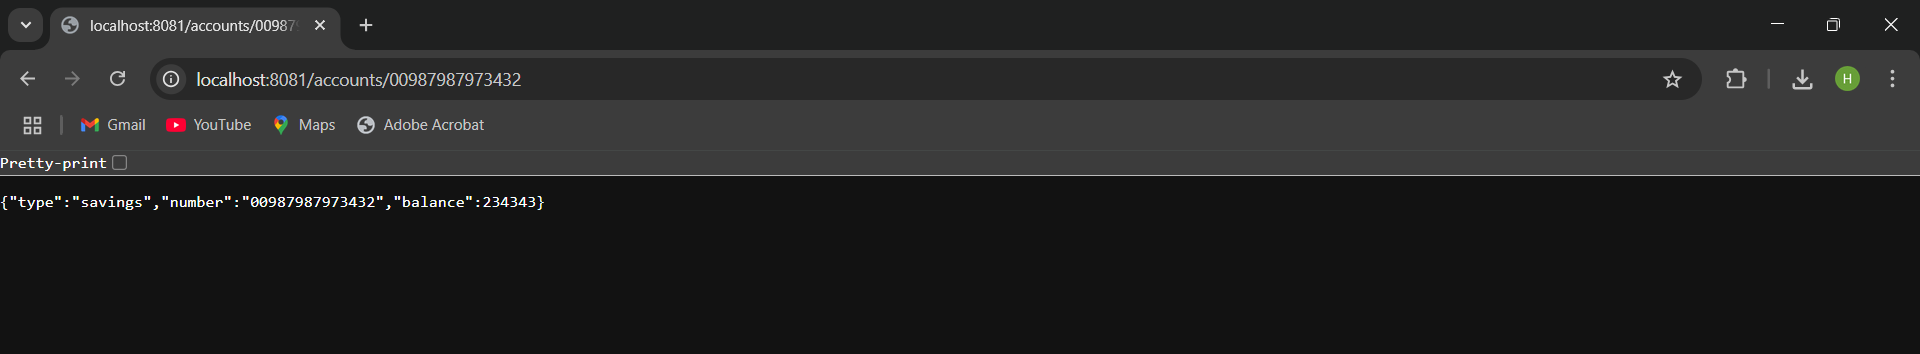 localhost:8081/accounts/00987
localhost:8081/accounts/00987987973432
H
Gmail
YouTube
Maps
Adobe Acrobat
Pretty-print
{"type":"savings","number":"00987987973432","balance":234343}